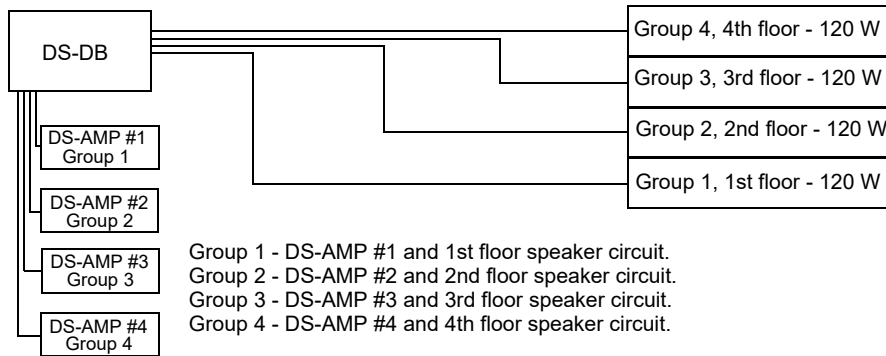 DS-DB
Group 4, 4th floor - 120 W
Group 3, 3rd floor - 120 W
Group 2, 2nd floor - 120 W
Group 1, 1st floor - 120 W
DS-AMP #1
Group 1
DS-AMP #2
Group 2
DS-AMP #3
Group 3
DS-AMP #4
Group 4
Group 1 - DS-AMP #1 and 1st floor speaker circuit.
Group 2 - DS-AMP #2 and 2nd floor speaker circuit.
Group 3 - DS-AMP #3 and 3rd floor speaker circuit.
Group 4 - DS-AMP #4 and 4th floor speaker circuit.